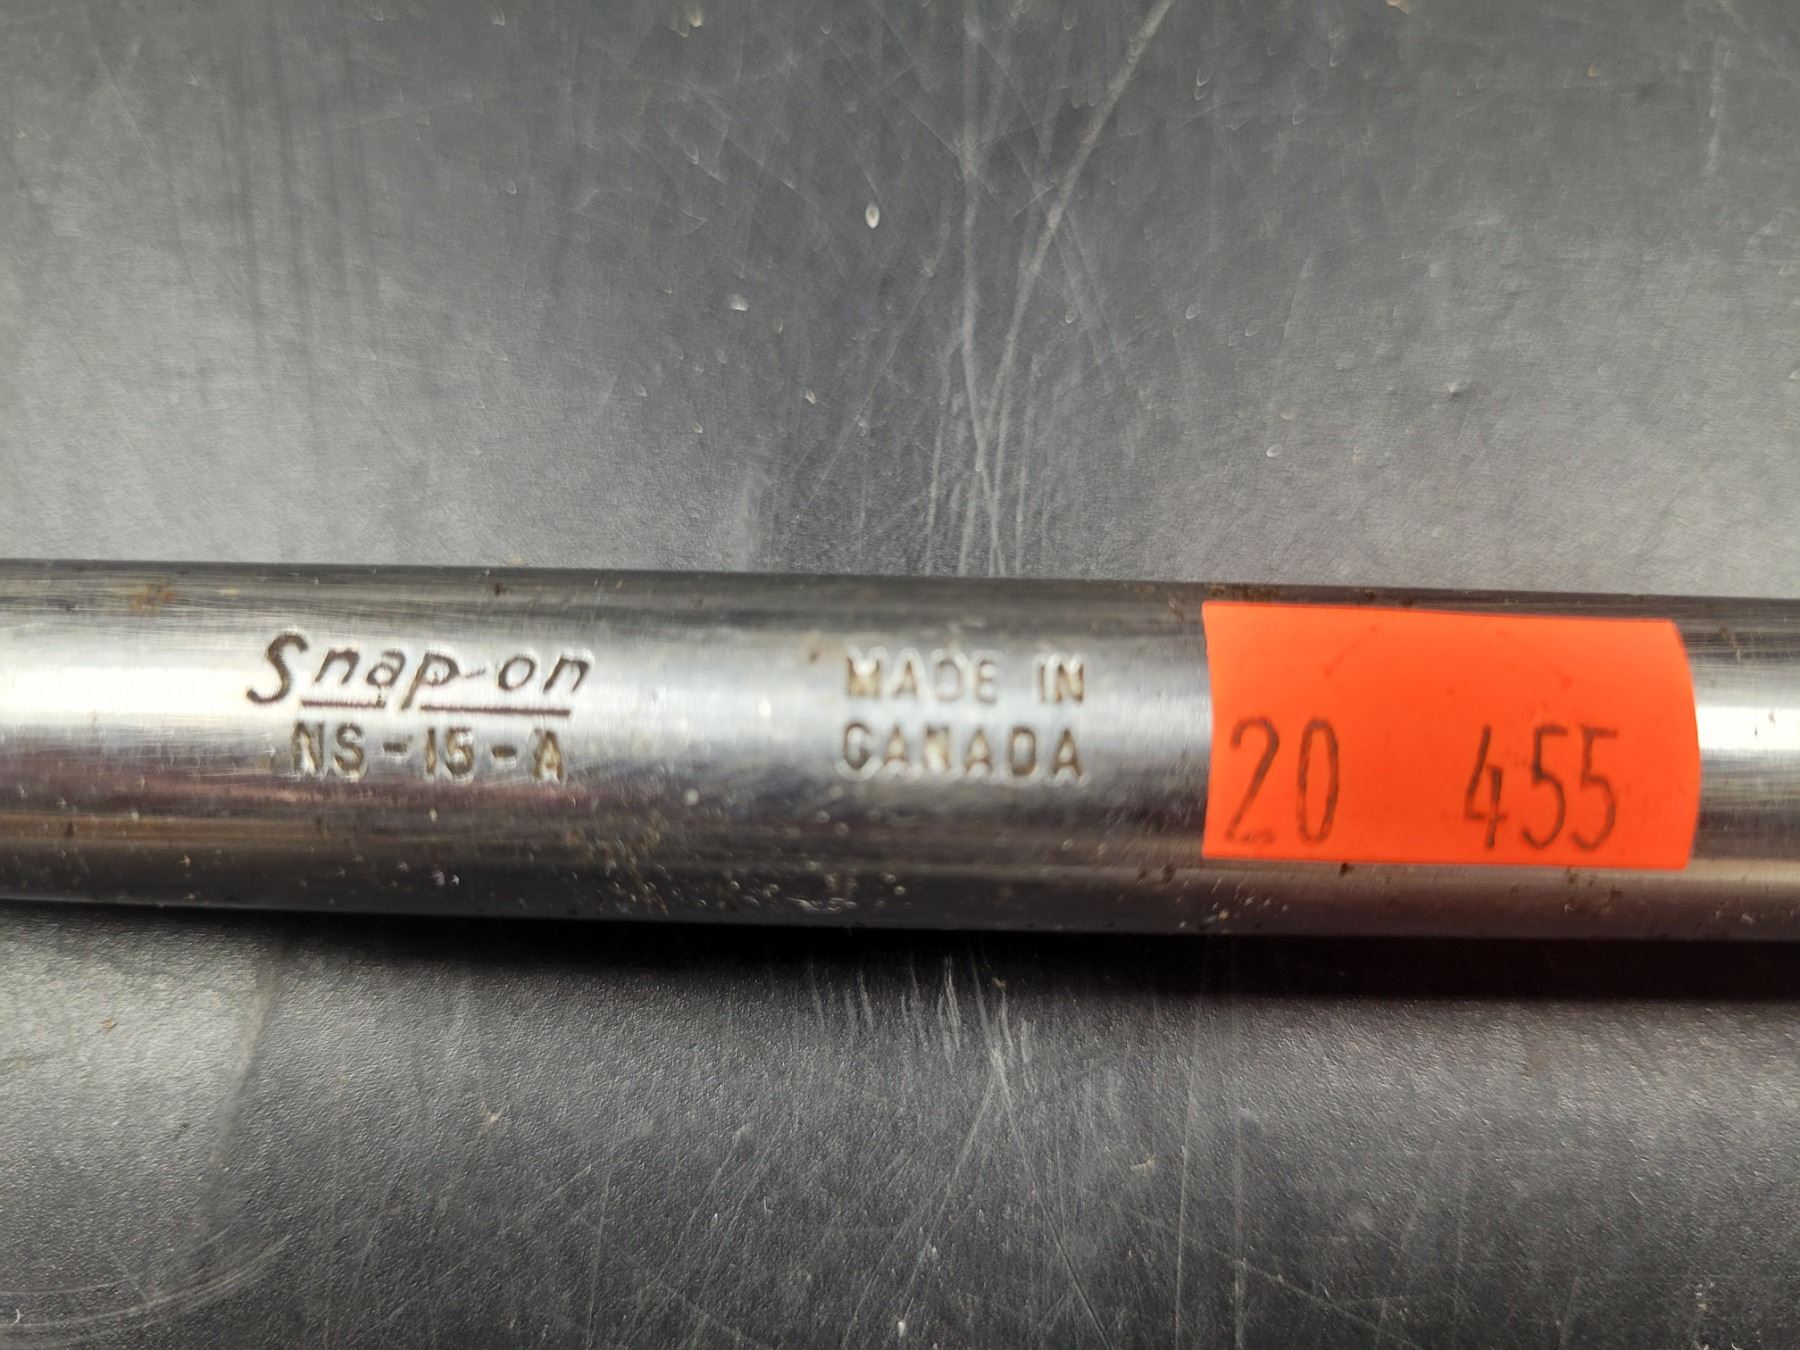 Snap-on
NS-15-A
MADE IN
CANADA
20 455